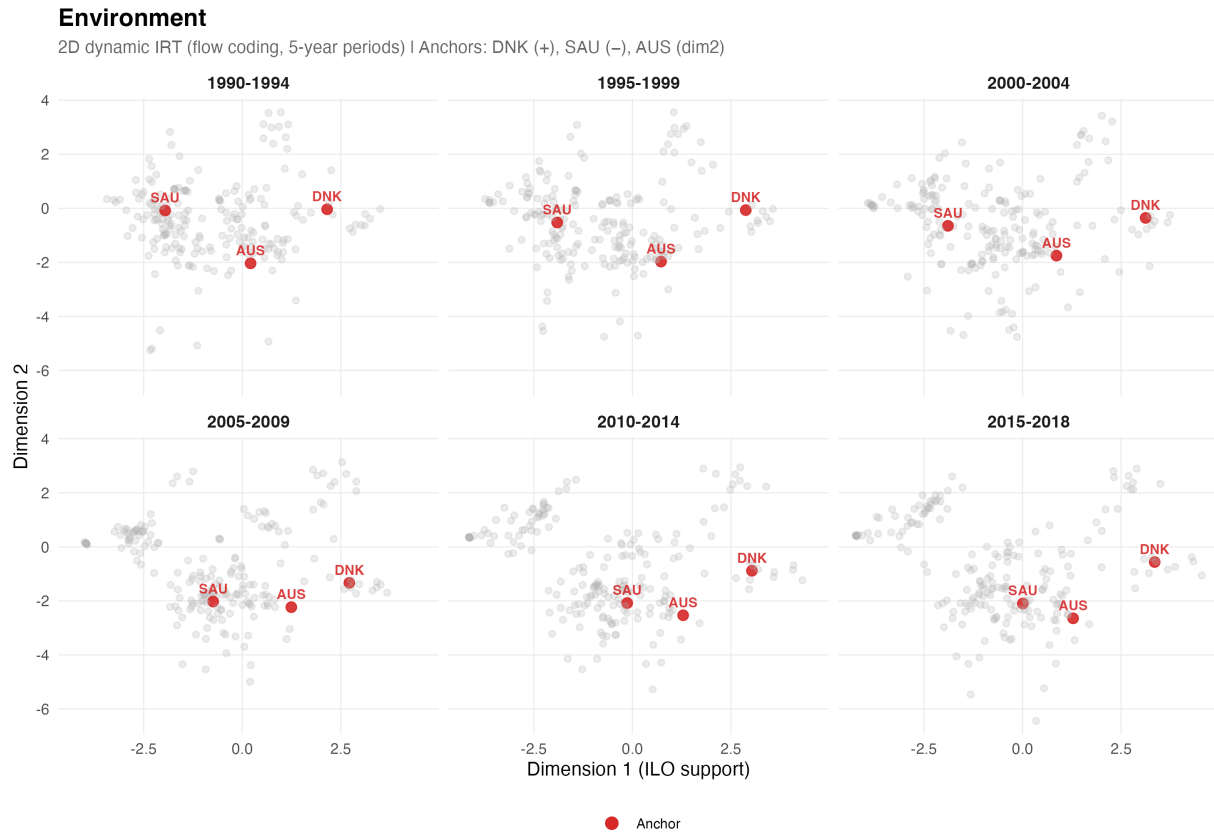 Environment
2D dynamic IRT (flow coding, 5-year periods) | Anchors: DNK (+), SAU (−), AUS (dim2)
1990-1994
1995-1999
2000-2004
4
2
0
-2
-4
-6
SAU
DNK
AUS
SAU
DNK
AUS
SAU
DNK
AUS
Dimension 2
2005-2009
2010-2014
2015-2018
4
2
0
-2
-4
-6
SAU
AUS
DNK
SAU
AUS
DNK
SAU
AUS
DNK
-2.5 0.0 2.5
-2.5 0.0 2.5
-2.5 0.0 2.5
Dimension 1 (ILO support)
Anchor